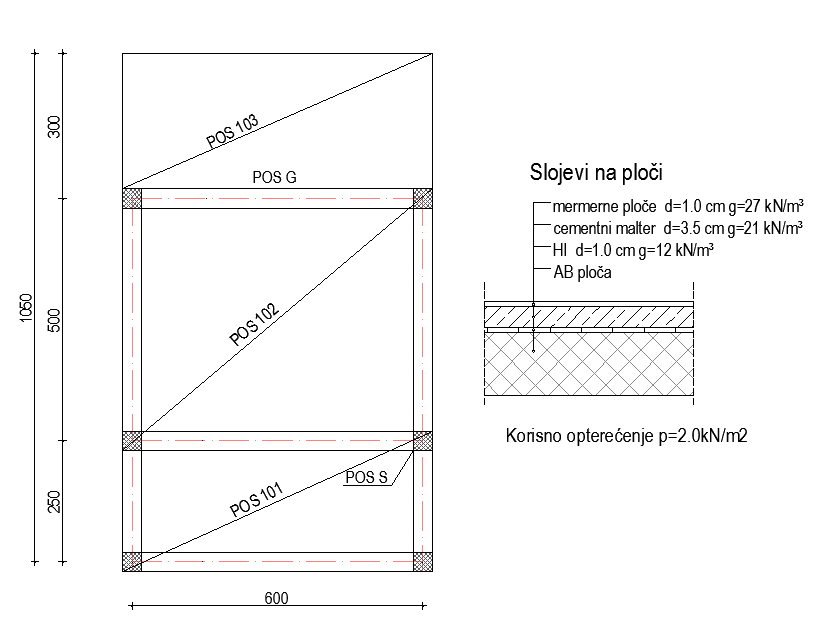 300
POS 103
POS G
1050
500
POS 102
250
POS 101
POS S
600
Slojevi na ploči
mermerne ploče d=1.0 cm g=27 kN/m³
cementni malter d=3.5 cm g=21 kN/m³
HI d=1.0 cm g=12 kN/m³
AB ploča
Korisno opterećenje p=2.0kN/m2